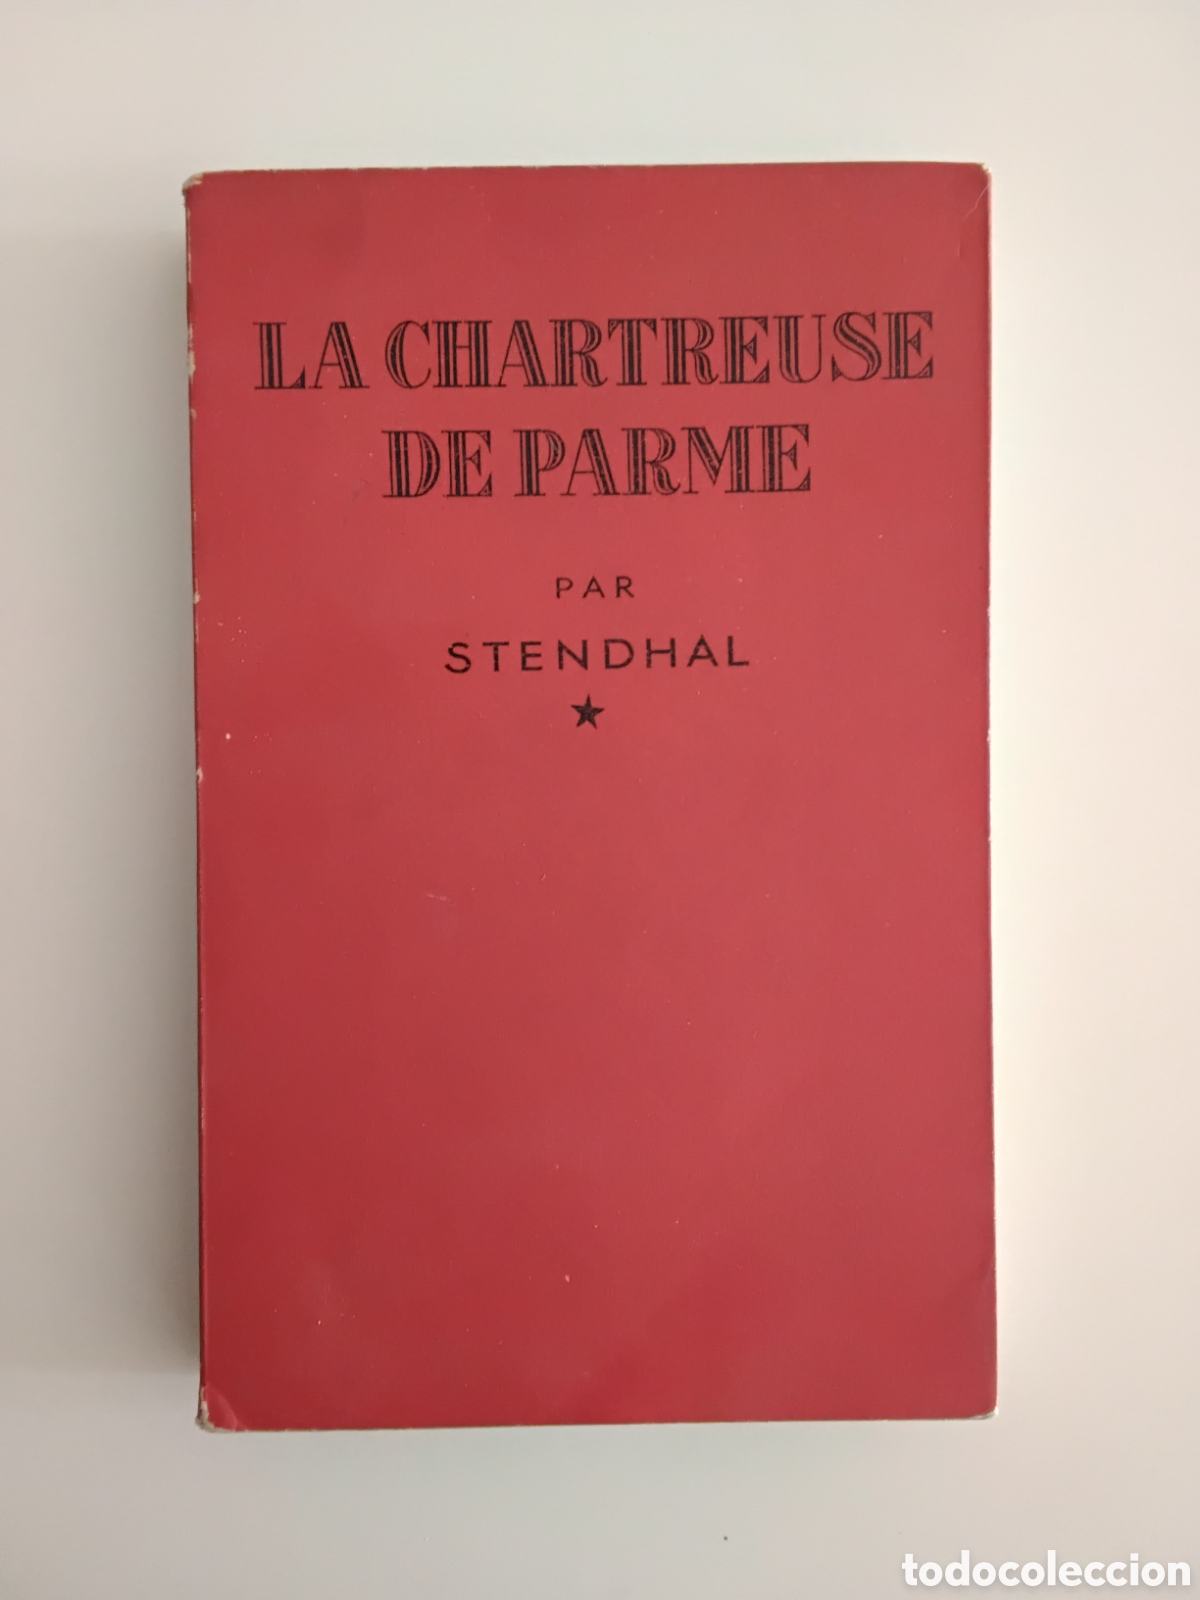 LA CHARTREUSE
DE PARME
PAR
STENDHAL
todocoleccion